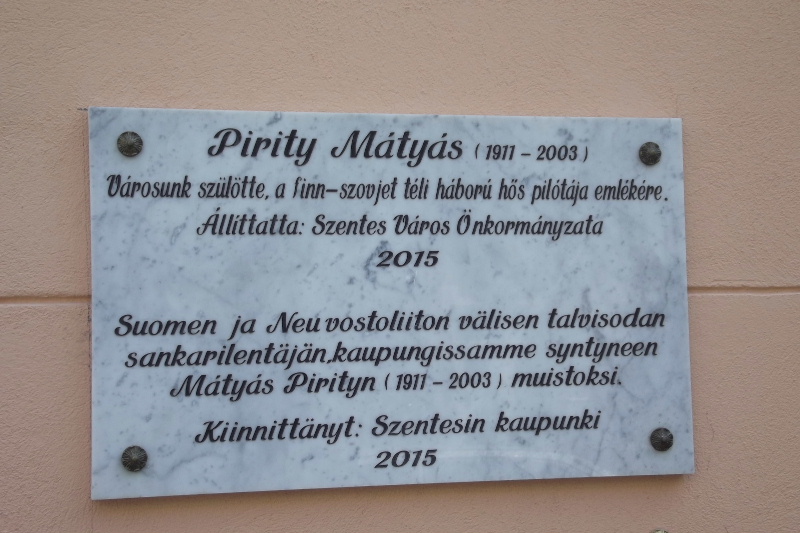 Pirity Mátyás (1911 – 2003)
Városunk szülötte, a finn–szovjet téli háború hős pilótája emlékére.
Állíttatta: Szentes Város Önkormányzata
2015
Suomen ja Neuvostoliiton välisen talvisodan
sankarilentäjän,kaupungissamme syntyneen
Mátyás Pirityn (1911 – 2003) muistoksi.
Kiinnittänyt: Szentesin kaupunki
2015